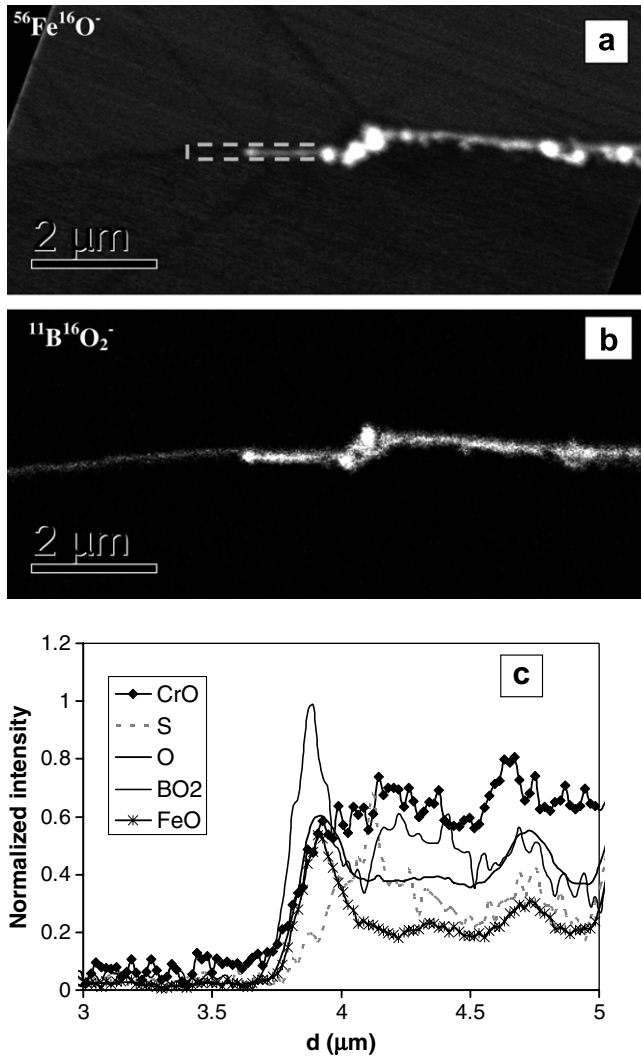 ⁵⁶Fe¹⁶O⁻
a
2 µm
¹¹B¹⁶O₂⁻
b
2 µm
c
1.2
1
0.8
0.6
0.4
0.2
0
Normalized intensity
CrO
S
O
BO2
FeO
3 3.5 4 4.5 5
d (µm)